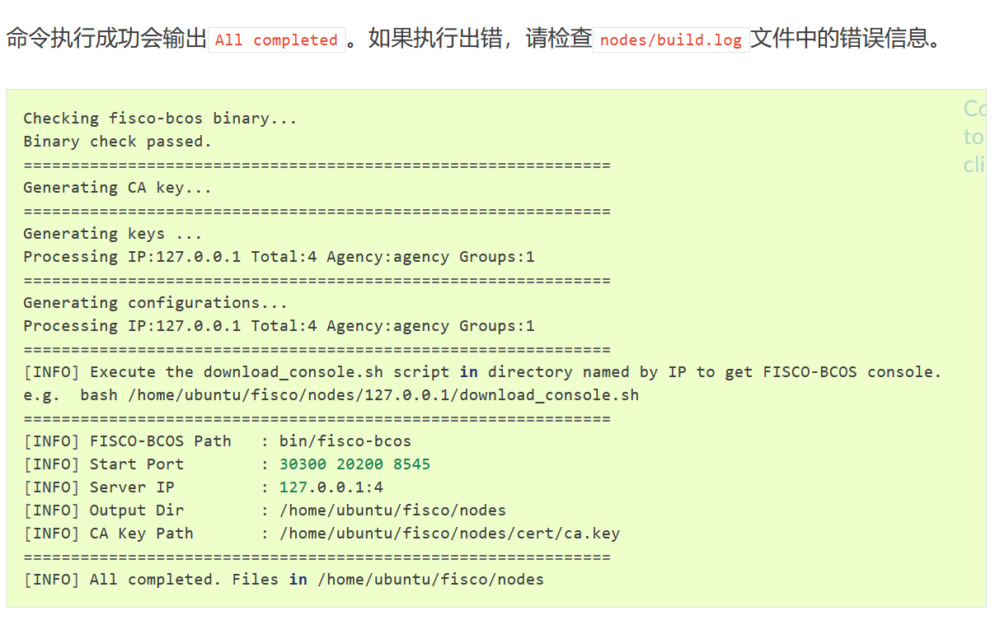 命令执行成功会输出 All completed 。如果执行出错，请检查 nodes/build.log 文件中的错误信息。
Checking fisco-bcos binary...
Binary check passed.
==============================================================
Generating CA key...
==============================================================
Generating keys ...
Processing IP:127.0.0.1 Total:4 Agency:agency Groups:1
==============================================================
Generating configurations...
Processing IP:127.0.0.1 Total:4 Agency:agency Groups:1
==============================================================
[INFO] Execute the download_console.sh script in directory named by IP to get FISCO-BCOS console.
e.g.  bash /home/ubuntu/fisco/nodes/127.0.0.1/download_console.sh
==============================================================
[INFO] FISCO-BCOS Path   : bin/fisco-bcos
[INFO] Start Port        : 30300 20200 8545
[INFO] Server IP         : 127.0.0.1:4
[INFO] Output Dir        : /home/ubuntu/fisco/nodes
[INFO] CA Key Path       : /home/ubuntu/fisco/nodes/cert/ca.key
==============================================================
[INFO] All completed. Files in /home/ubuntu/fisco/nodes
to